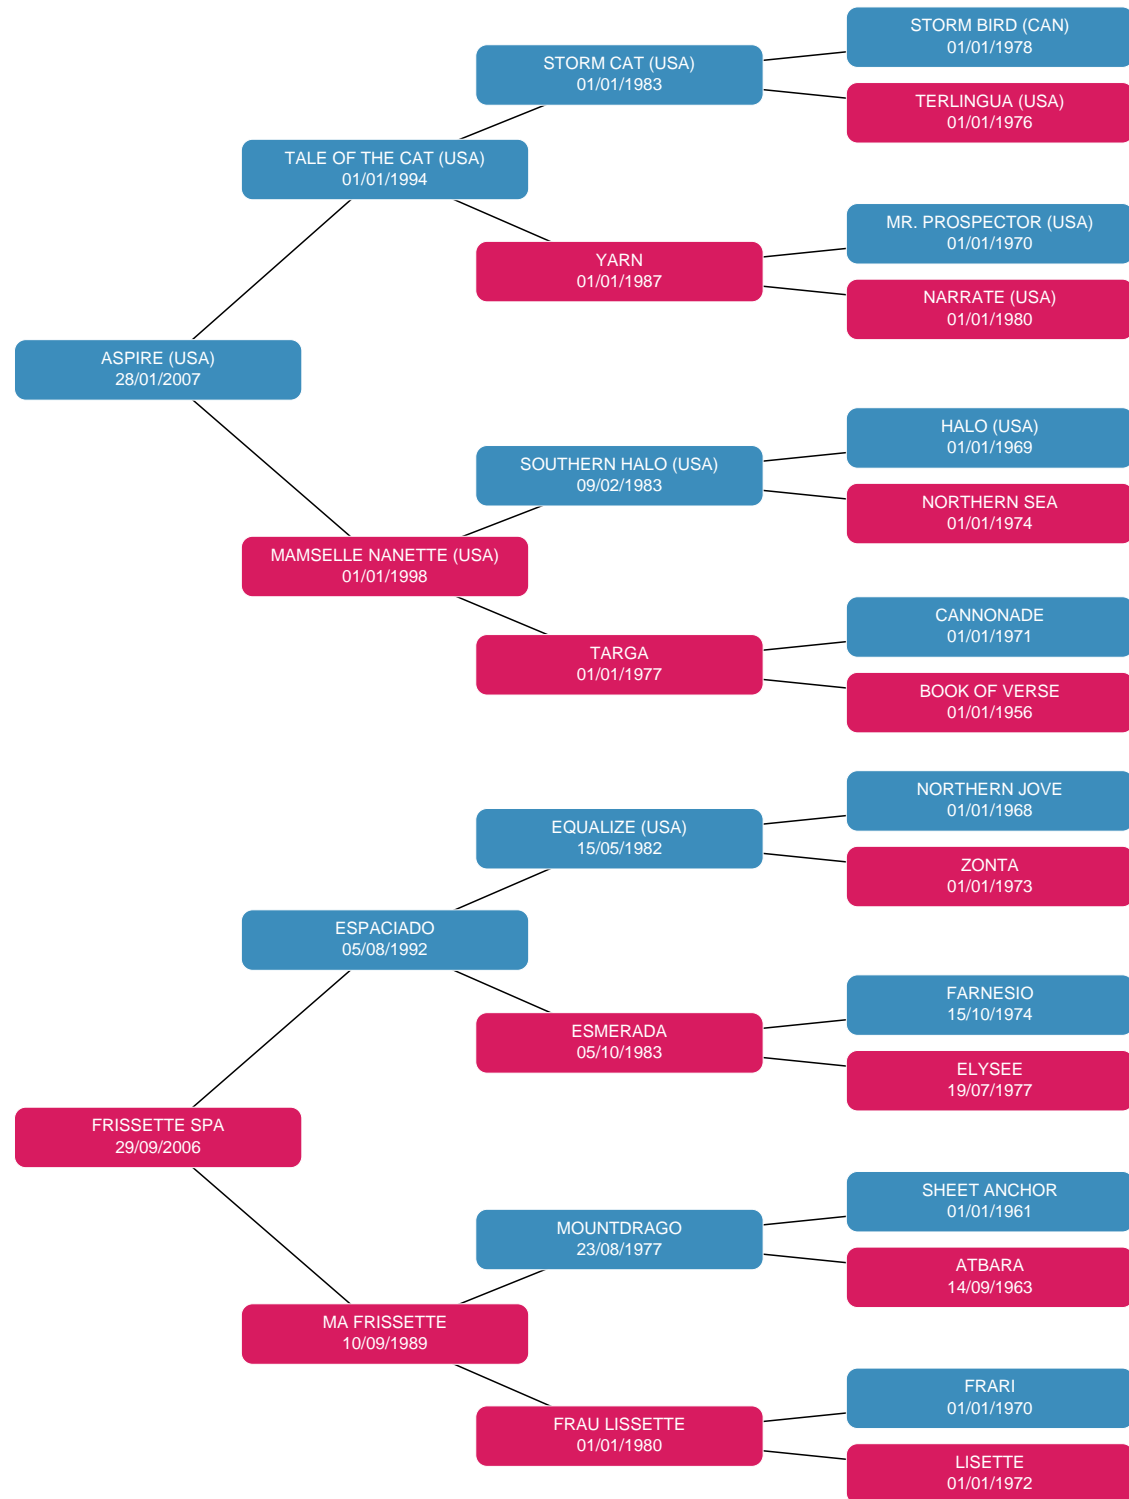 STORM BIRD (CAN)
01/01/1978
STORM CAT (USA)
01/01/1983
TERLINGUA (USA)
01/01/1976
TALE OF THE CAT (USA)
01/01/1994
MR. PROSPECTOR (USA)
01/01/1970
YARN
01/01/1987
NARRATE (USA)
01/01/1980
ASPIRE (USA)
28/01/2007
HALO (USA)
01/01/1969
SOUTHERN HALO (USA)
09/02/1983
NORTHERN SEA
01/01/1974
MAMSELLE NANETTE (USA)
01/01/1998
CANNONADE
01/01/1971
TARGA
01/01/1977
BOOK OF VERSE
01/01/1956
NORTHERN JOVE
01/01/1968
EQUALIZE (USA)
15/05/1982
ZONTA
01/01/1973
ESPACIADO
05/08/1992
FARNESIO
15/10/1974
ESMERADA
05/10/1983
ELYSEE
19/07/1977
FRISSETTE SPA
29/09/2006
SHEET ANCHOR
01/01/1961
MOUNTDRAGO
23/08/1977
ATBARA
14/09/1963
MA FRISSETTE
10/09/1989
FRARI
01/01/1970
FRAU LISSETTE
01/01/1980
LISETTE
01/01/1972